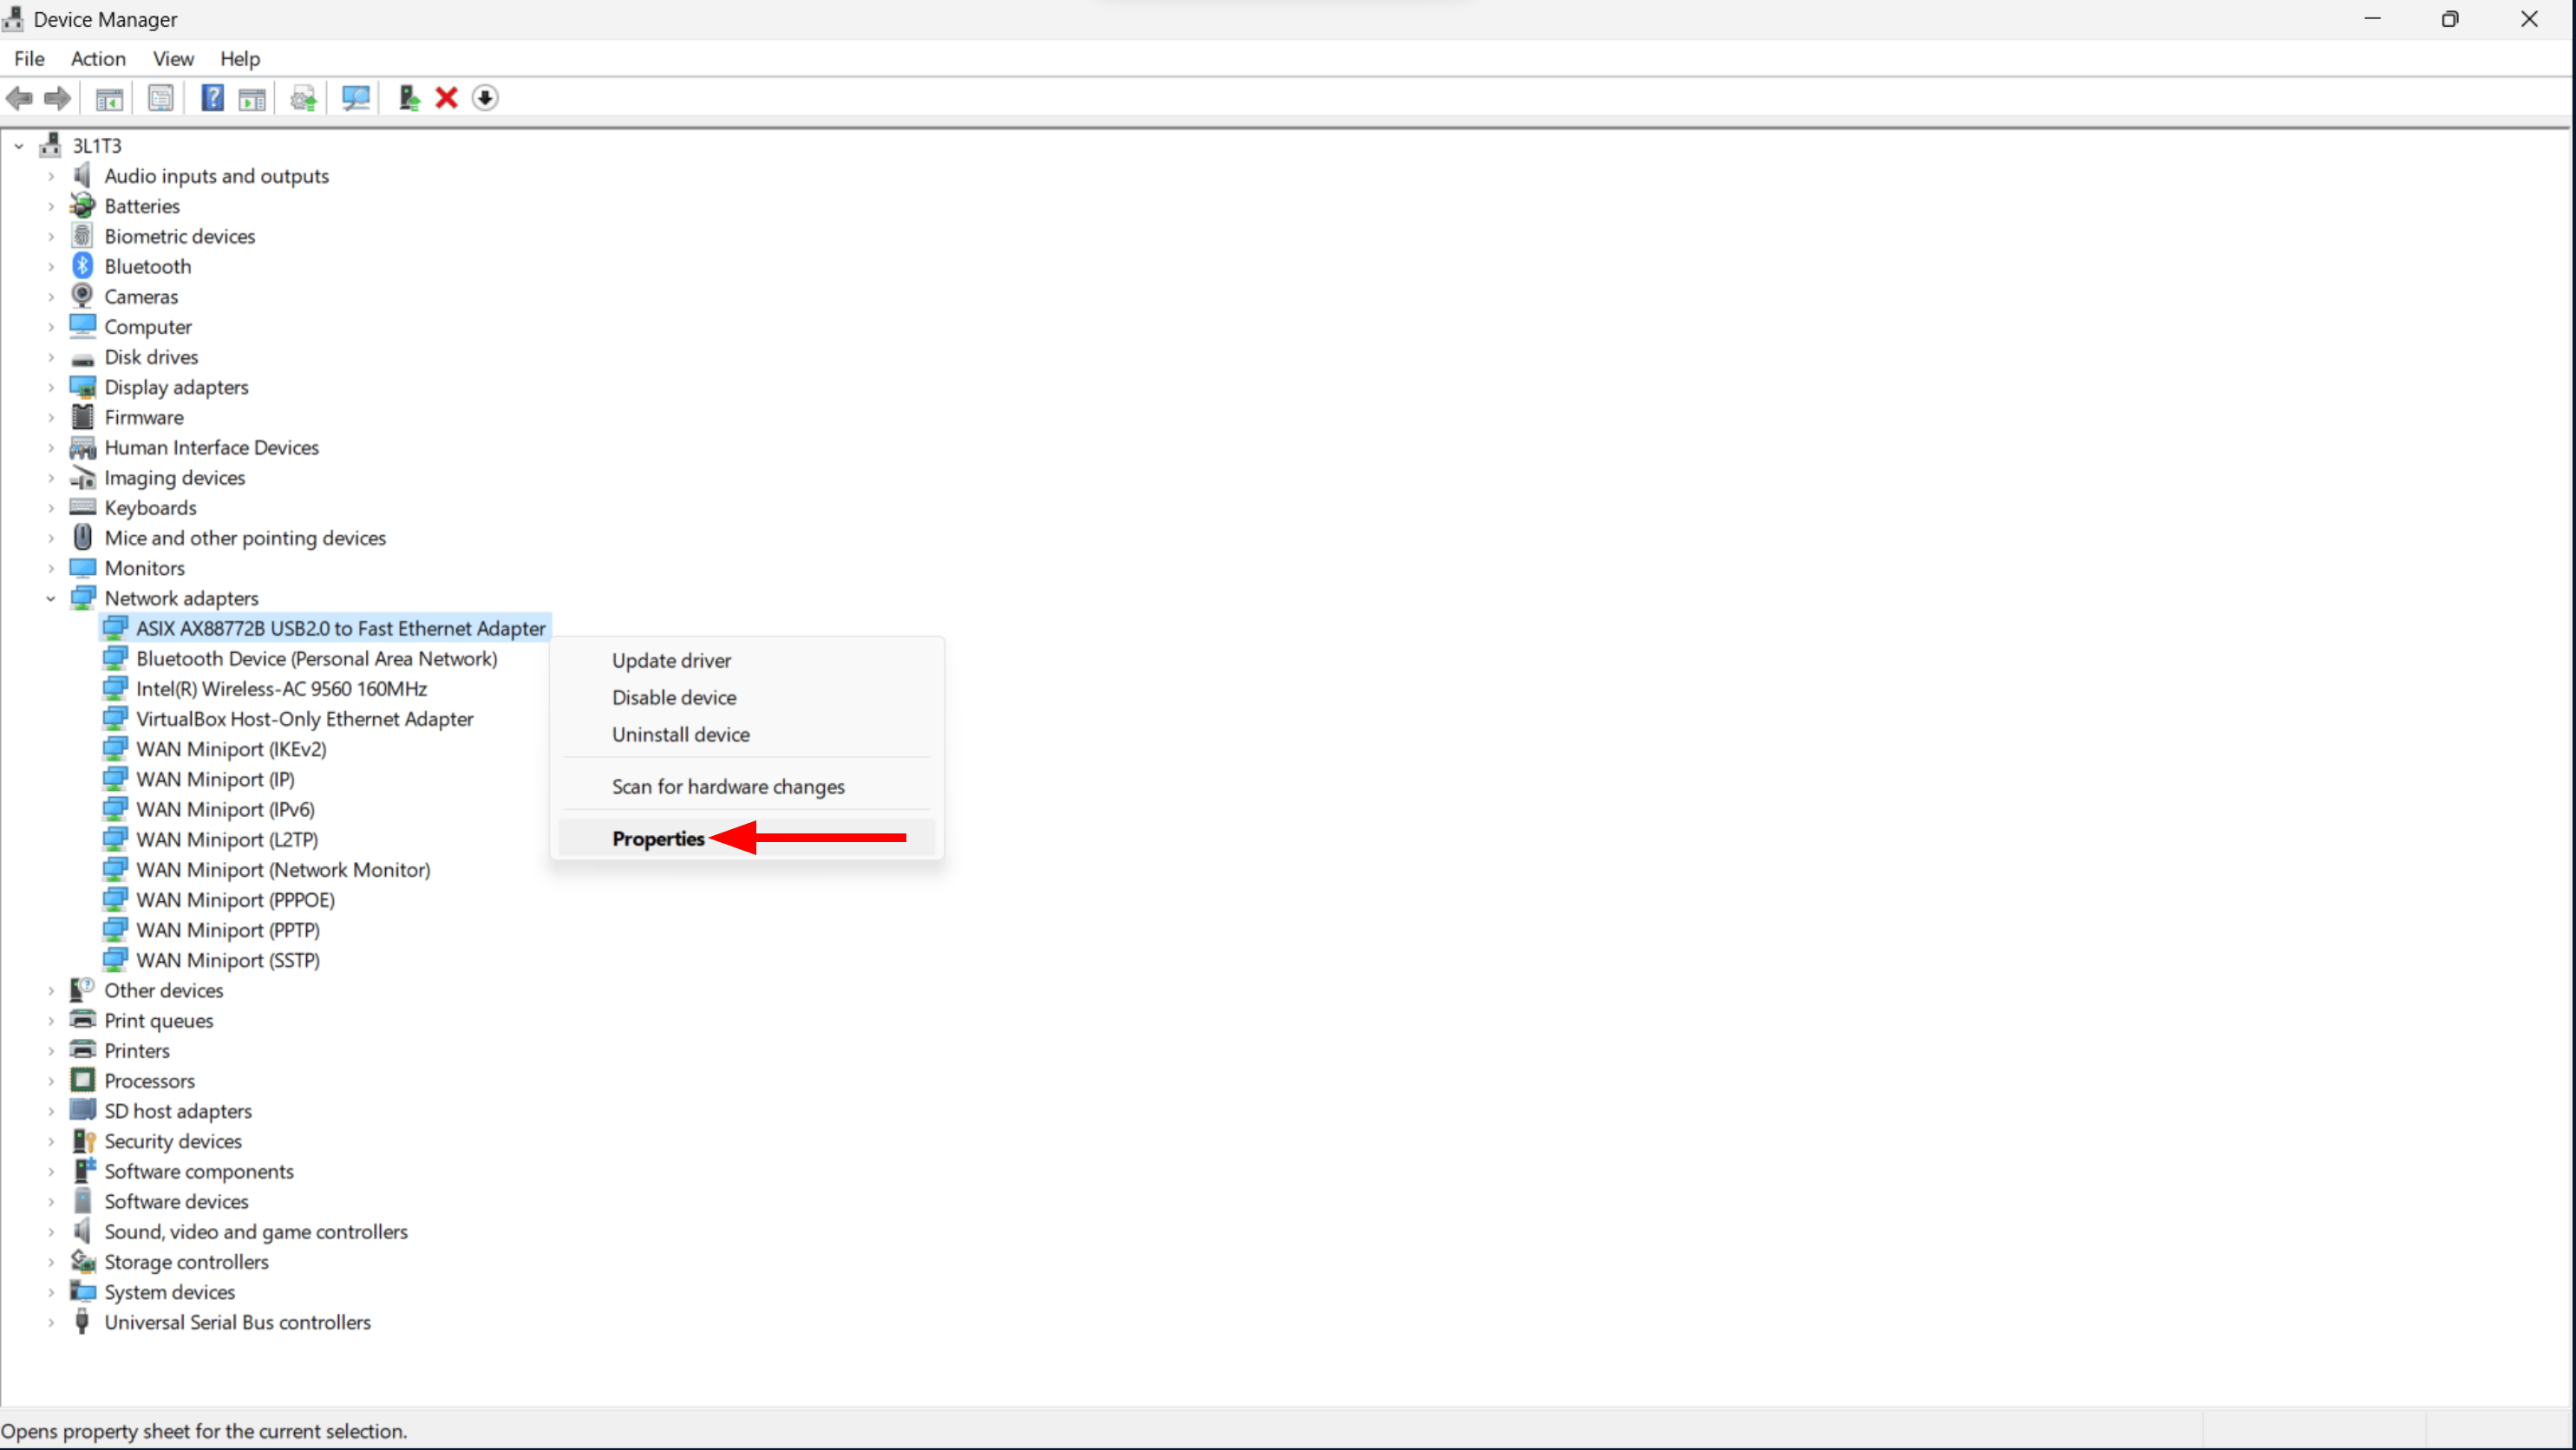 Device Manager
File Action View Help
3L1T3
Audio inputs and outputs
Batteries
Biometric devices
Bluetooth
Cameras
Computer
Disk drives
Display adapters
Firmware
Human Interface Devices
Imaging devices
Keyboards
Mice and other pointing devices
Monitors
Network adapters
ASIX AX88772B USB2.0 to Fast Ethernet Adapter
Bluetooth Device (Personal Area Network)
Intel(R) Wireless-AC 9560 160MHz
VirtualBox Host-Only Ethernet Adapter
WAN Miniport (IKEv2)
WAN Miniport (IP)
WAN Miniport (IPv6)
WAN Miniport (L2TP)
WAN Miniport (Network Monitor)
WAN Miniport (PPPOE)
WAN Miniport (PPTP)
WAN Miniport (SSTP)
Update driver
Disable device
Uninstall device
Scan for hardware changes
Properties
Other devices
Print queues
Printers
Processors
SD host adapters
Security devices
Software components
Software devices
Sound, video and game controllers
Storage controllers
System devices
Universal Serial Bus controllers
Opens property sheet for the current selection.